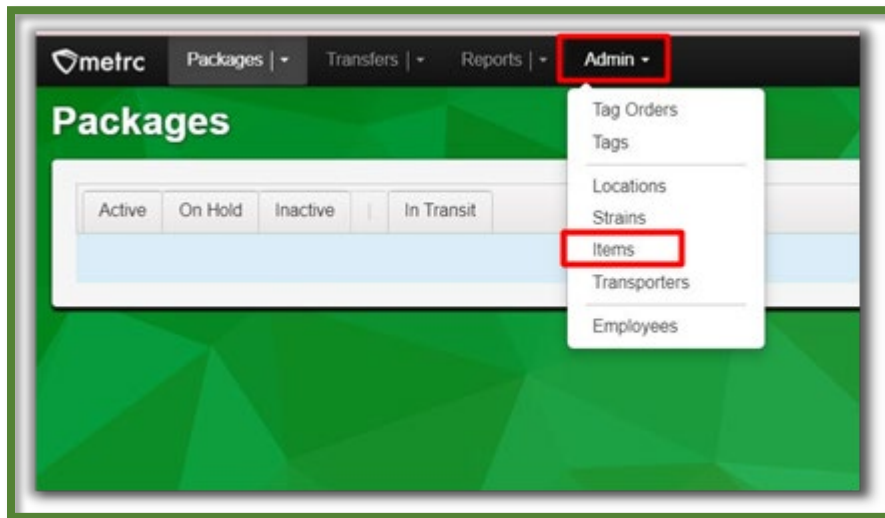 metrc Packages | Transfers | Reports | Admin
Packages
Tag Orders
Tags
Active On Hold Inactive | In Transit
Locations
Strains
Items
Transporters
Employees